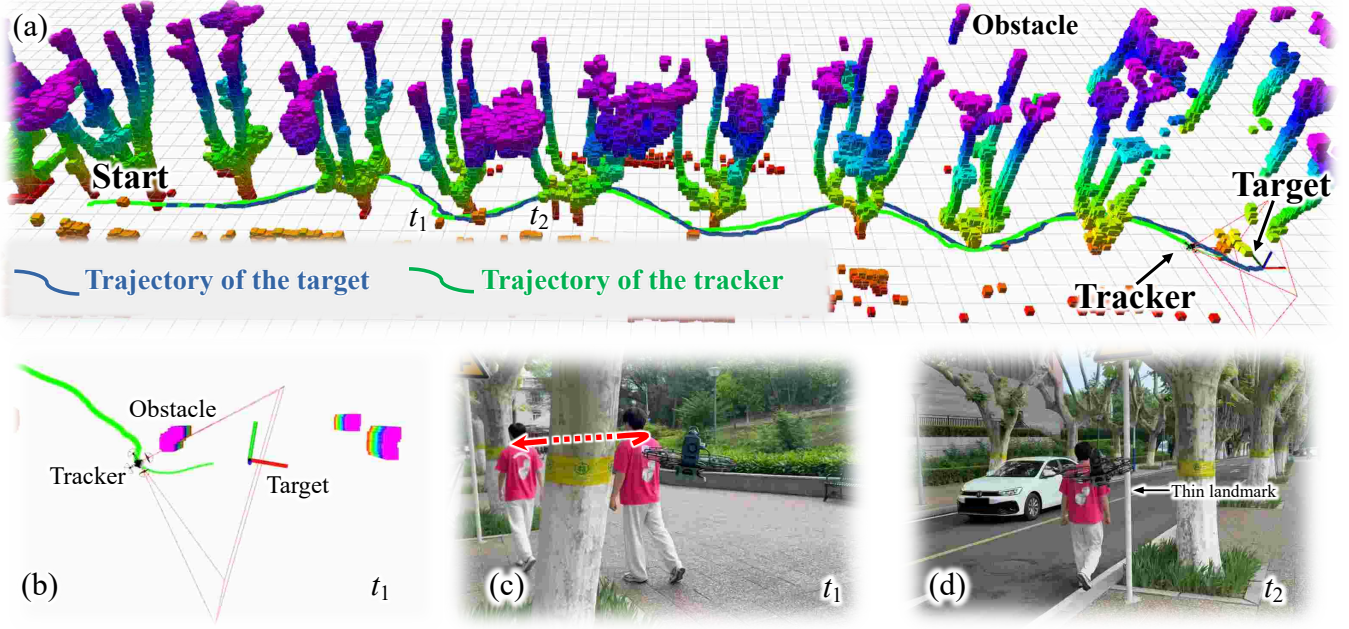 (a)
Obstacle
Start
Target
t1
t2
Trajectory of the target
Trajectory of the tracker
Tracker
Obstacle
Tracker
Target
(b)
t1
(c)
t1
Thin landmark
(d)
t2